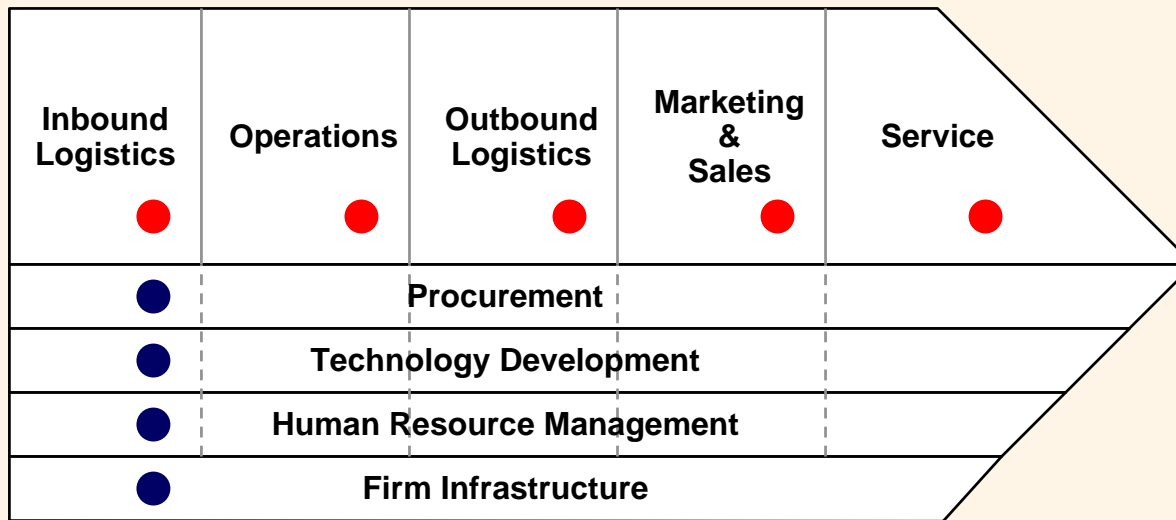 Inbound
Logistics
Operations
Outbound
Logistics
Marketing
&
Sales
Service
Procurement
Technology Development
Human Resource Management
Firm Infrastructure